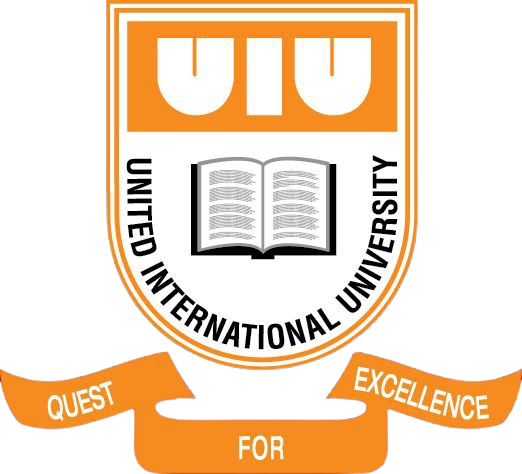 UIU
UNITED INTERNATIONAL UNIVERSITY
QUEST
FOR
EXCELLENCE